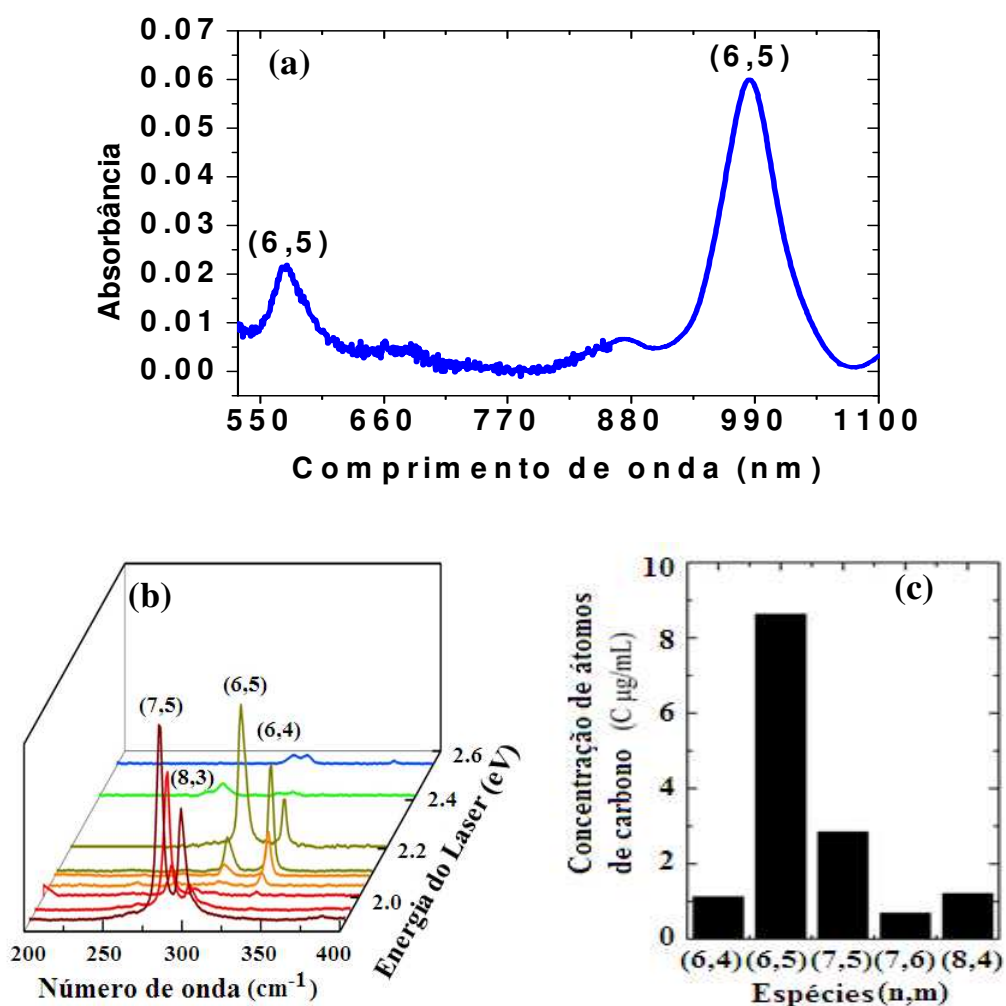 (a)
(6,5)
(6,5)
0.07
0.06
0.05
0.04
0.03
0.02
0.01
0.00
Absorbância
550 660 770 880 990 1100
Comprimento de onda (nm)
(b)
(7,5)
(8,3)
(6,5)
(6,4)
2.6
2.4
2.2
2.0
Energia do Laser (eV)
200 250 300 350 400
Número de onda (cm⁻¹)
(c)
10
8
6
4
2
0
Concentração de átomos
de carbono (C µg/mL)
(6,4) (6,5) (7,5) (7,6) (8,4)
Espécies (n,m)